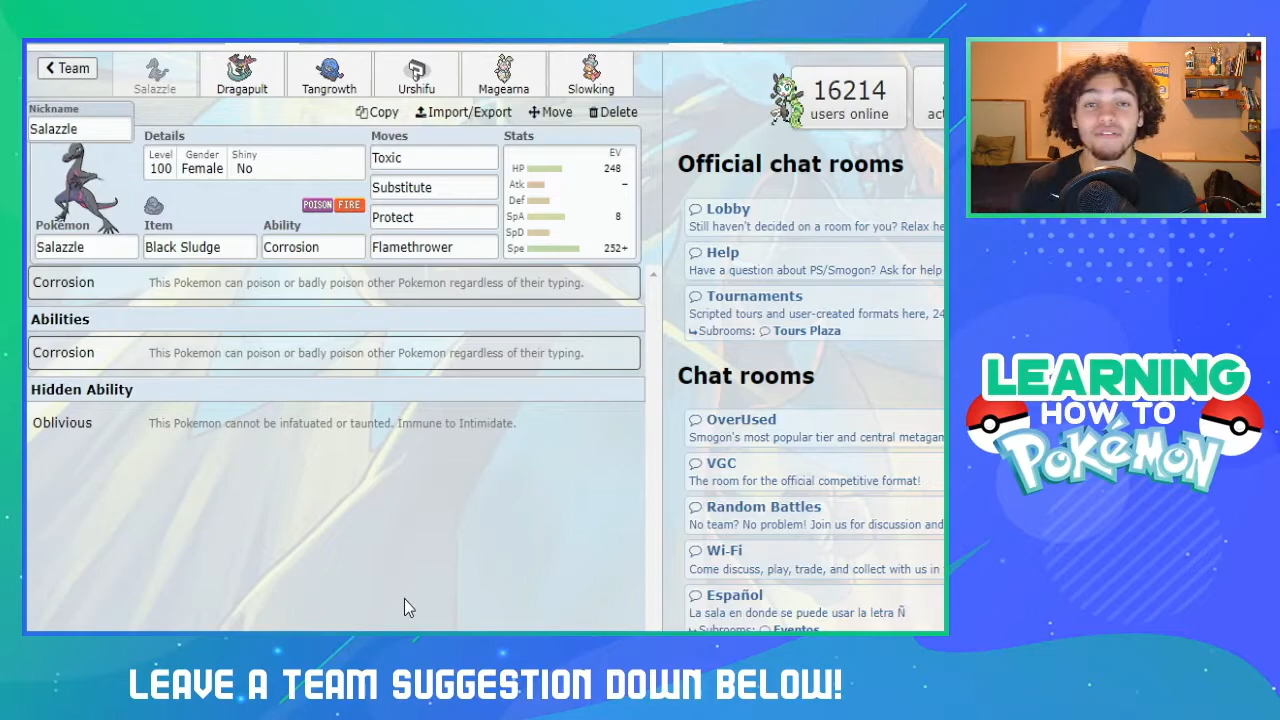 Team
Salazzle
Dragapult
Tangrowth
Urshifu
Magearna
Slowking
Nickname
Salazzle
Copy
Import/Export
Move
Delete
Details
Level
100
Gender
Female
Shiny
No
POISON FIRE
Pokémon
Salazzle
Item
Black Sludge
Ability
Corrosion
Moves
Toxic
Substitute
Protect
Flamethrower
Stats
EV
HP 248
Atk –
Def
SpA 8
SpD
Spe 252+
Corrosion This Pokemon can poison or badly poison other Pokemon regardless of their typing.
Abilities
Corrosion This Pokemon can poison or badly poison other Pokemon regardless of their typing.
Hidden Ability
Oblivious This Pokemon cannot be infatuated or taunted. Immune to Intimidate.
16214
users online
Official chat rooms
Lobby
Still haven't decided on a room for you? Relax he
Help
Have a question about PS/Smogon? Ask for help
Tournaments
Scripted tours and user-created formats here, 24
Subrooms: Tours Plaza
Chat rooms
OverUsed
Smogon's most popular tier and central metagam
VGC
The room for the official competitive format!
Random Battles
No team? No problem! Join us for discussion and
Wi-Fi
Come discuss, play, trade, and collect with us in
Español
La sala en donde se puede usar la letra Ñ
Subrooms: Eventos
LEARNING
HOW TO
POKéMON
LEAVE A TEAM SUGGESTION DOWN BELOW!